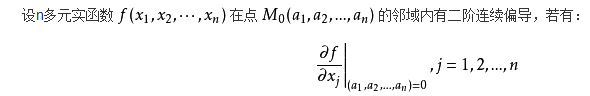 设n多元实函数 f(x₁, x₂, ⋯, xₙ) 在点 M₀(a₁, a₂, ..., aₙ) 的邻域内有二阶连续偏导，若有：
∂f/∂xⱼ |₍ₐ₁,ₐ₂,...,ₐₙ₎₌₀ , j = 1, 2, ..., n